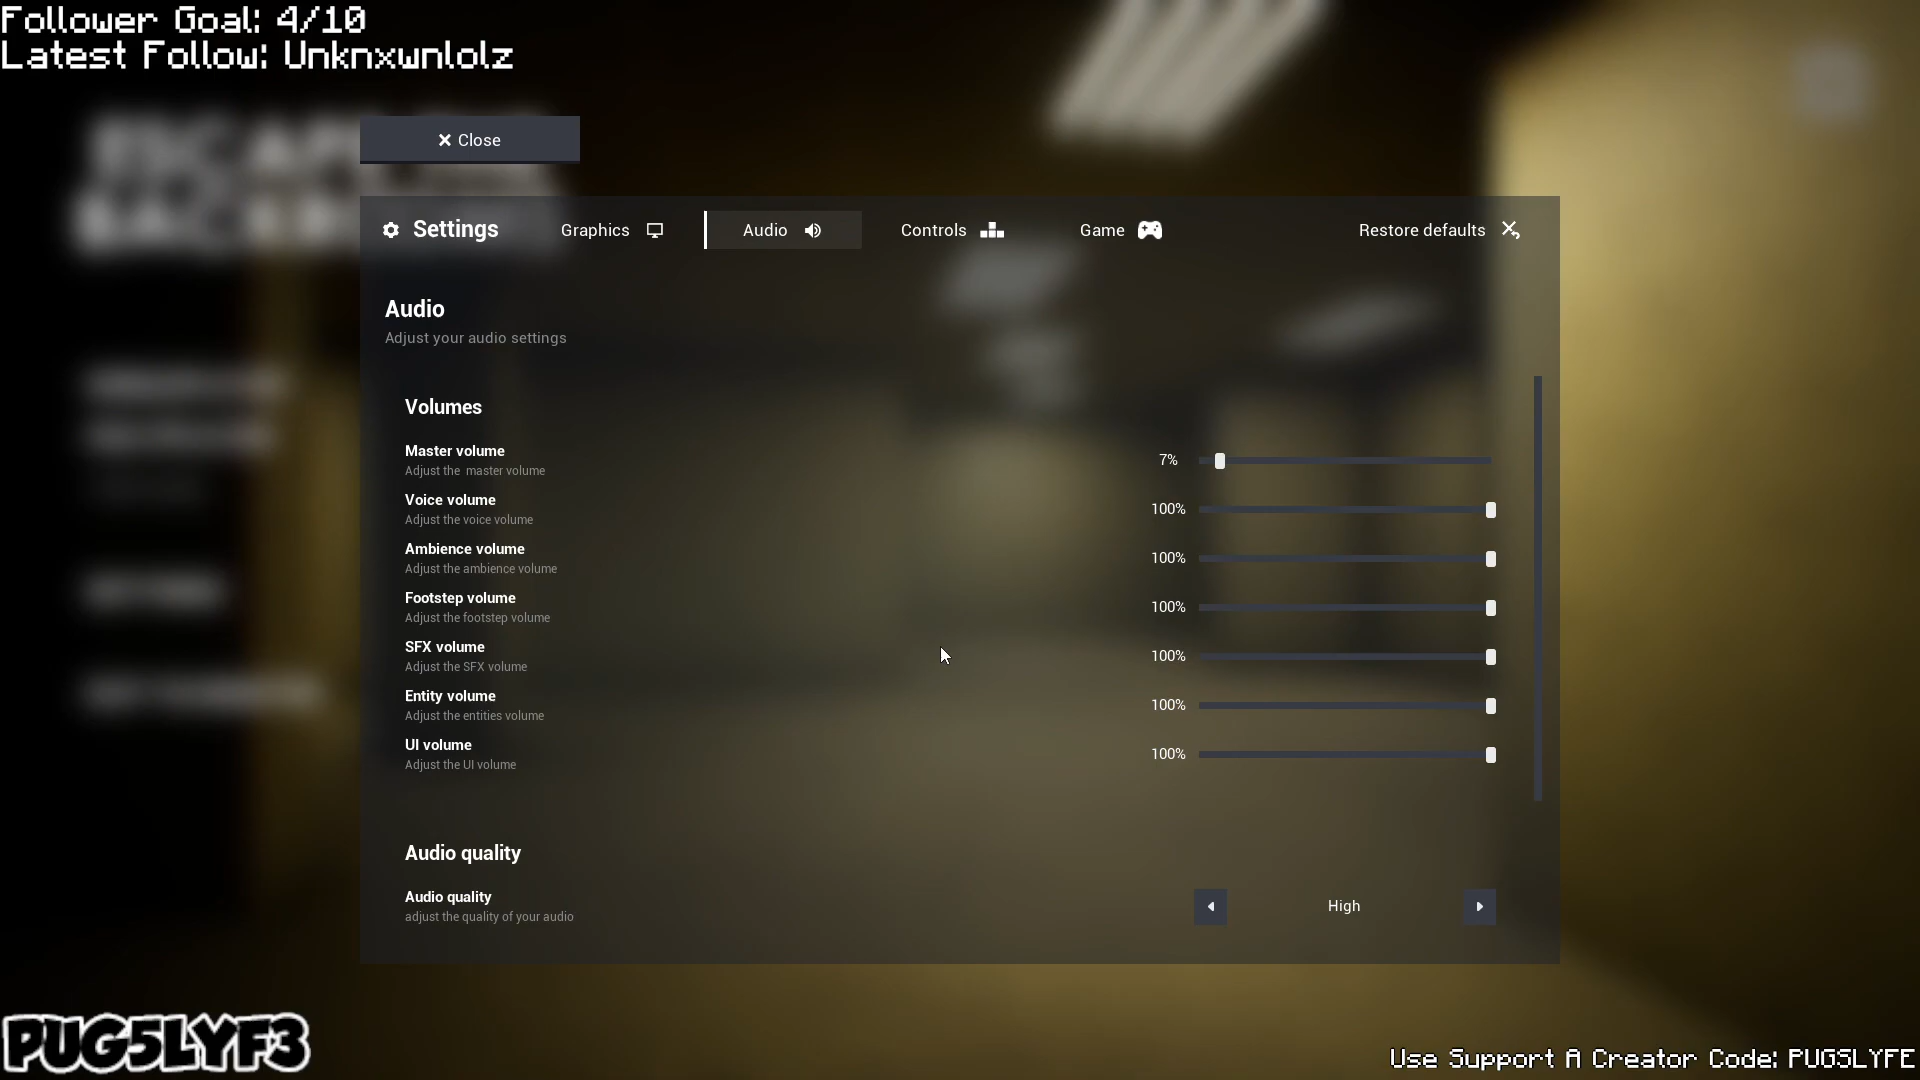 Follower Goal: 4/10
Latest Follow: Unknxwnlolz
Close
Settings
Graphics
Audio
Controls
Game
Restore defaults
Audio
Adjust your audio settings
Volumes
Master volume
7%
Adjust the master volume
Voice volume
100%
Adjust the voice volume
Ambience volume
100%
Adjust the ambience volume
Footstep volume
100%
Adjust the footstep volume
SFX volume
100%
Adjust the SFX volume
Entity volume
100%
Adjust the entities volume
UI volume
100%
Adjust the UI volume
Audio quality
Audio quality
High
adjust the quality of your audio
PUG5LYF3
Use Support A Creator Code: PUG5LYFE